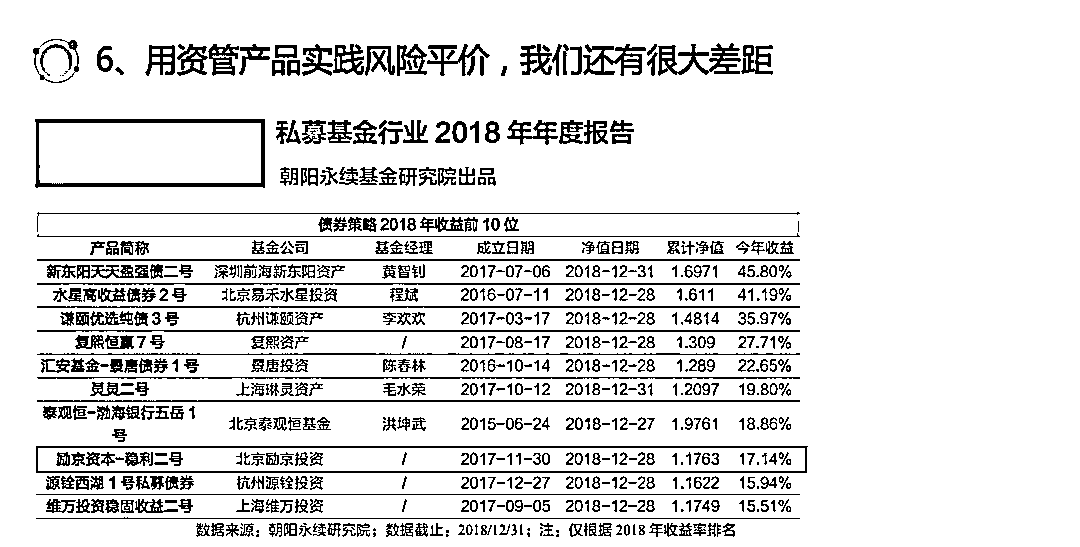 6、用资管产品实践风险平价，我们还有很大差距
私募基金行业 2018 年年度报告
朝阳永续基金研究院出品
债券策略 2018 年收益前 10 位
产品简称 基金公司 基金经理 成立日期 净值日期 累计净值 今年收益
新东阳天天盈强债二号 深圳前海新东阳资产 黄智钊 2017-07-06 2018-12-31 1.6971 45.80%
水星高收益债券 2 号 北京易禾水星投资 程斌 2016-07-11 2018-12-28 1.611 41.19%
谦颐优选纯债 3 号 杭州谦颐资产 李欢欢 2017-03-17 2018-12-28 1.4814 35.97%
复熙恒赢 7 号 复熙资产 / 2017-08-17 2018-12-28 1.309 27.71%
汇安基金-景唐债券 1 号 景唐投资 陈春林 2016-10-14 2018-12-28 1.289 22.65%
灵灵二号 上海琳灵资产 毛水荣 2017-10-12 2018-12-31 1.2097 19.80%
泰观恒-渤海银行五岳 1
号 北京泰观恒基金 洪坤武 2015-06-24 2018-12-27 1.9761 18.86%
励京资本-稳利二号 北京励京投资 / 2017-11-30 2018-12-28 1.1763 17.14%
源铨西湖 1 号私募债券 杭州源铨投资 / 2017-12-27 2018-12-28 1.1622 15.94%
维万投资稳固收益二号 上海维万投资 / 2017-09-05 2018-12-28 1.1749 15.51%
数据来源：朝阳永续研究院；数据截止：2018/12/31；注：仅根据 2018 年收益率排名